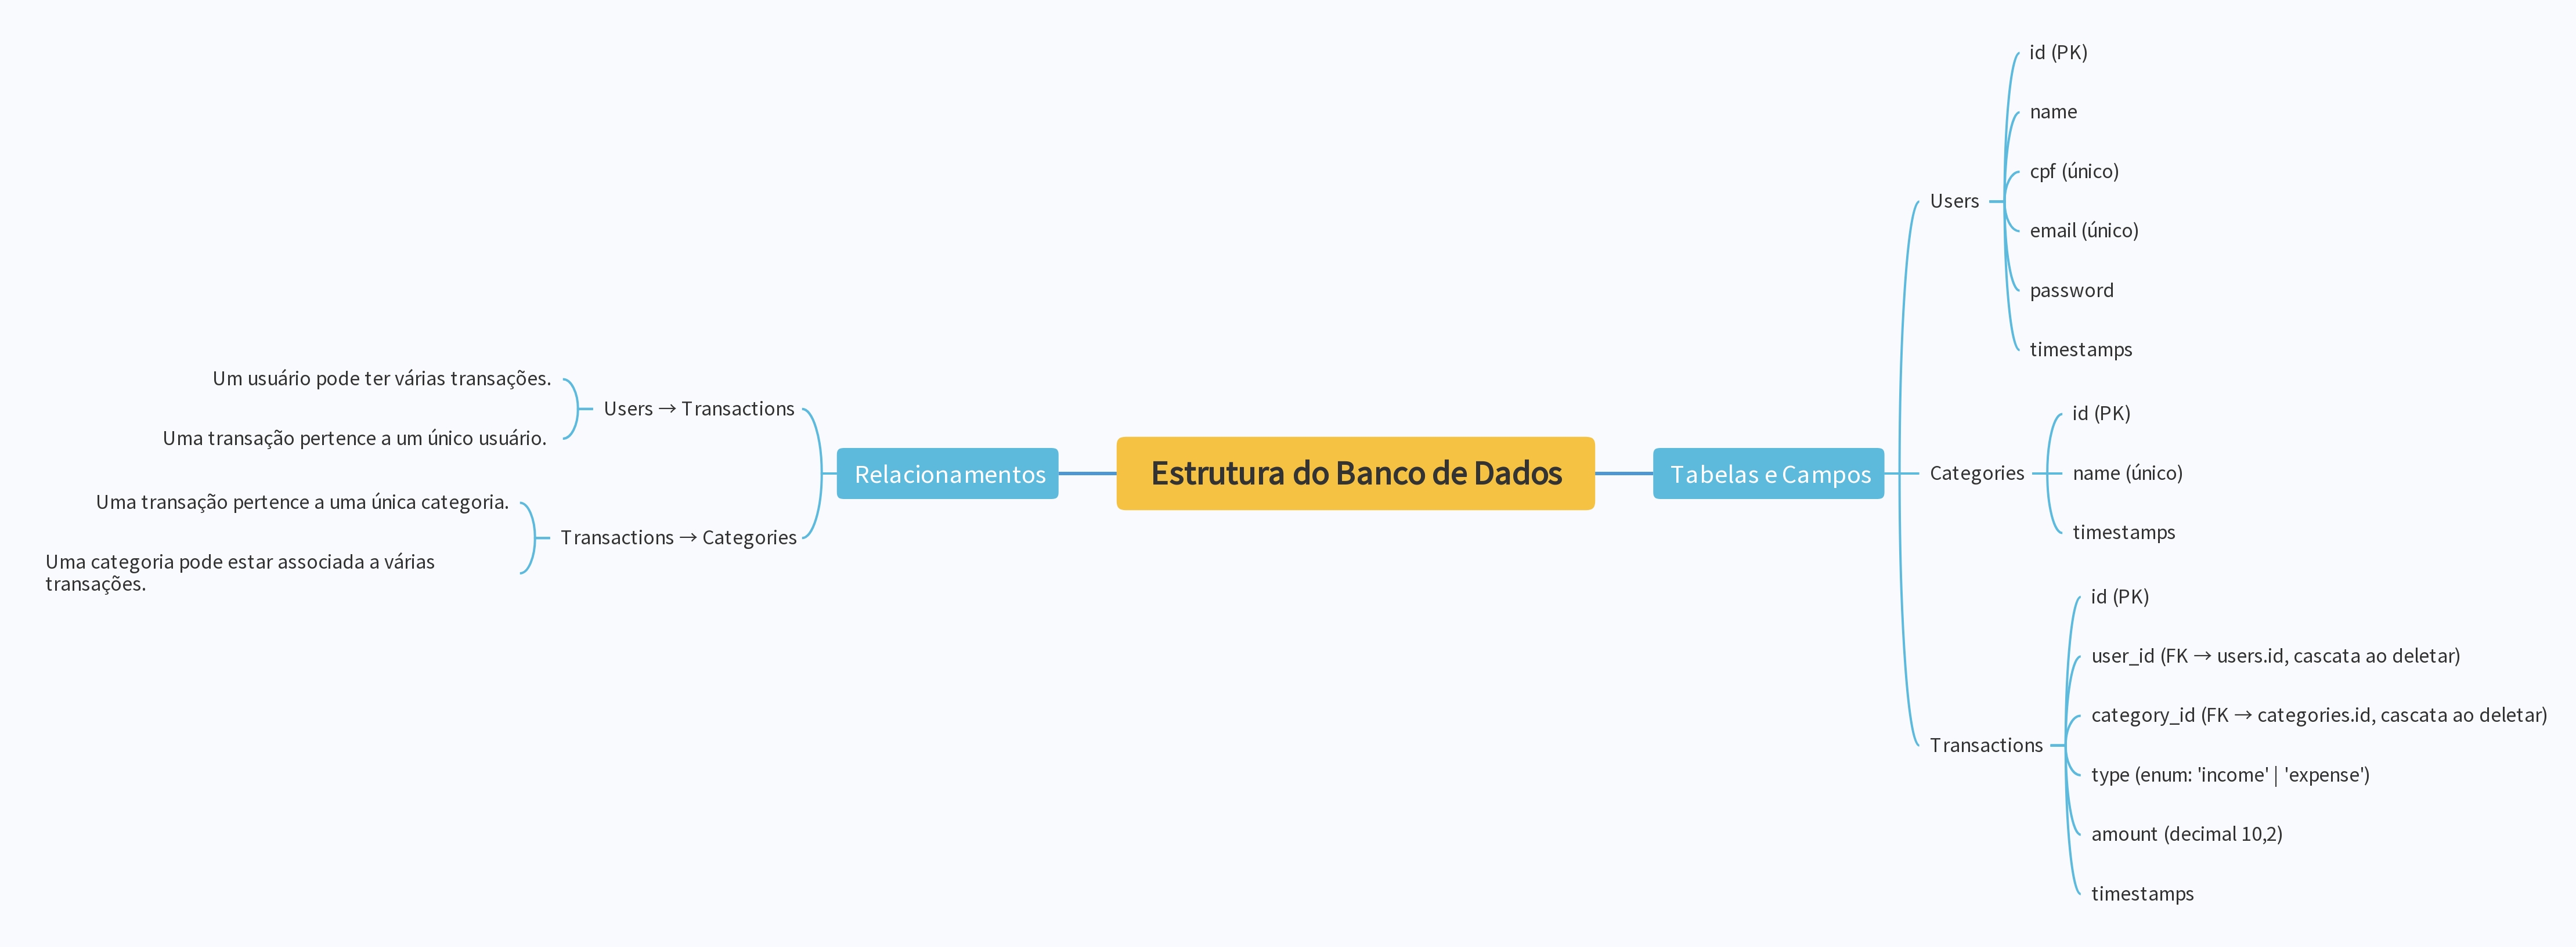 Estrutura do Banco de Dados
Relacionamentos
Users → Transactions
Um usuário pode ter várias transações.
Uma transação pertence a um único usuário.
Transactions → Categories
Uma transação pertence a uma única categoria.
Uma categoria pode estar associada a várias
transações.
Tabelas e Campos
Users
id (PK)
name
cpf (único)
email (único)
password
timestamps
Categories
id (PK)
name (único)
timestamps
Transactions
id (PK)
user_id (FK → users.id, cascata ao deletar)
category_id (FK → categories.id, cascata ao deletar)
type (enum: 'income' | 'expense')
amount (decimal 10,2)
timestamps